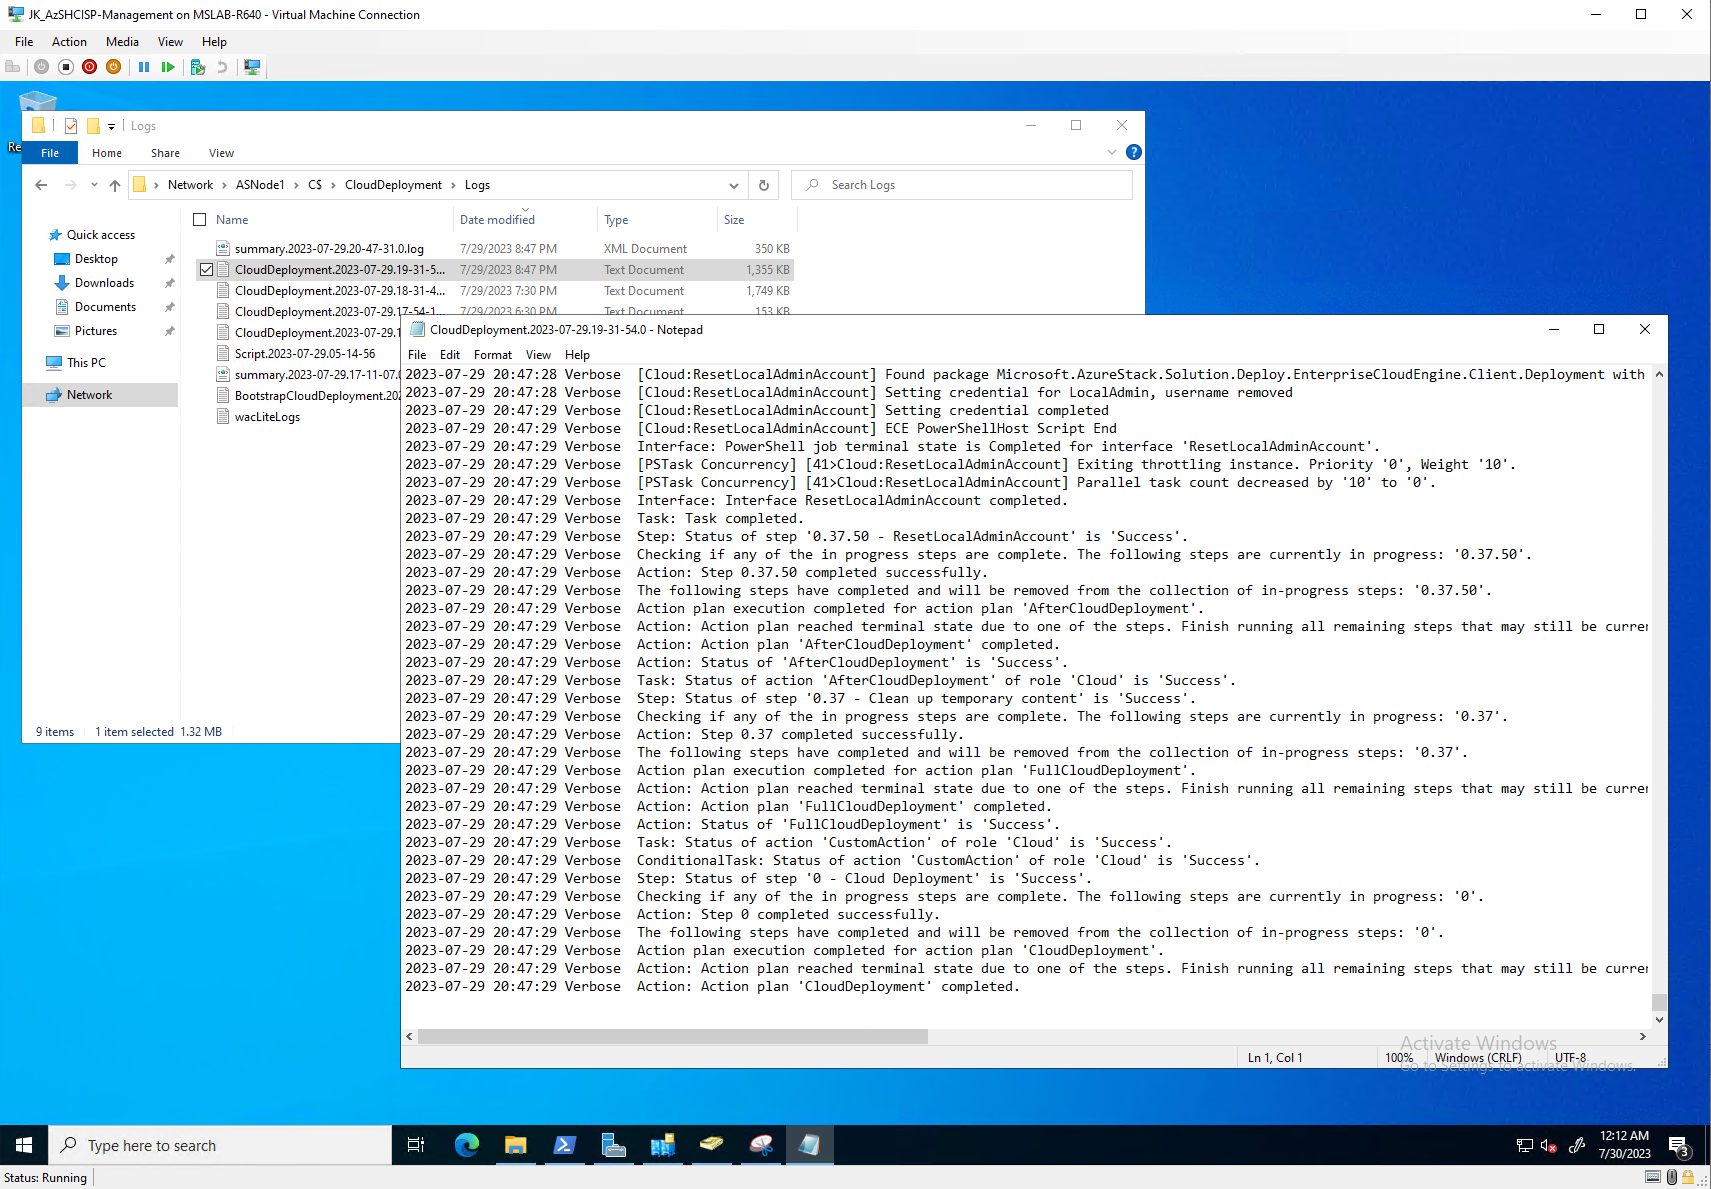 JK_AzSHCISP-Management on MSLAB-R640 - Virtual Machine Connection
File Action Media View Help
Logs
File Home Share View
Network > ASNode1 > C$ > CloudDeployment > Logs
Search Logs
Name Date modified Type Size
Quick access
Desktop
Downloads
Documents
Pictures
This PC
Network
summary.2023-07-29.20-47-31.0.log 7/29/2023 8:47 PM XML Document 350 KB
CloudDeployment.2023-07-29.19-31-5... 7/29/2023 8:47 PM Text Document 1,355 KB
CloudDeployment.2023-07-29.18-31-4... 7/29/2023 7:30 PM Text Document 1,749 KB
CloudDeployment.2023-07-29.17-54-1... 7/29/2023 6:30 PM Text Document 153 KB
CloudDeployment.2023-07-29.1
Script.2023-07-29.05-14-56
summary.2023-07-29.17-11-07.0
BootstrapCloudDeployment.202
wacLiteLogs
9 items 1 item selected 1.32 MB
CloudDeployment.2023-07-29.19-31-54.0 - Notepad
File Edit Format View Help
2023-07-29 20:47:28 Verbose [Cloud:ResetLocalAdminAccount] Found package Microsoft.AzureStack.Solution.Deploy.EnterpriseCloudEngine.Client.Deployment with
2023-07-29 20:47:28 Verbose [Cloud:ResetLocalAdminAccount] Setting credential for LocalAdmin, username removed
2023-07-29 20:47:29 Verbose [Cloud:ResetLocalAdminAccount] Setting credential completed
2023-07-29 20:47:29 Verbose [Cloud:ResetLocalAdminAccount] ECE PowerShellHost Script End
2023-07-29 20:47:29 Verbose Interface: PowerShell job terminal state is Completed for interface 'ResetLocalAdminAccount'.
2023-07-29 20:47:29 Verbose [PSTask Concurrency] [41>Cloud:ResetLocalAdminAccount] Exiting throttling instance. Priority '0', Weight '10'.
2023-07-29 20:47:29 Verbose [PSTask Concurrency] [41>Cloud:ResetLocalAdminAccount] Parallel task count decreased by '10' to '0'.
2023-07-29 20:47:29 Verbose Interface: Interface ResetLocalAdminAccount completed.
2023-07-29 20:47:29 Verbose Task: Task completed.
2023-07-29 20:47:29 Verbose Step: Status of step '0.37.50 - ResetLocalAdminAccount' is 'Success'.
2023-07-29 20:47:29 Verbose Checking if any of the in progress steps are complete. The following steps are currently in progress: '0.37.50'.
2023-07-29 20:47:29 Verbose Action: Step 0.37.50 completed successfully.
2023-07-29 20:47:29 Verbose The following steps have completed and will be removed from the collection of in-progress steps: '0.37.50'.
2023-07-29 20:47:29 Verbose Action plan execution completed for action plan 'AfterCloudDeployment'.
2023-07-29 20:47:29 Verbose Action: Action plan reached terminal state due to one of the steps. Finish running all remaining steps that may still be curre
2023-07-29 20:47:29 Verbose Action: Action plan 'AfterCloudDeployment' completed.
2023-07-29 20:47:29 Verbose Action: Status of 'AfterCloudDeployment' is 'Success'.
2023-07-29 20:47:29 Verbose Task: Status of action 'AfterCloudDeployment' of role 'Cloud' is 'Success'.
2023-07-29 20:47:29 Verbose Step: Status of step '0.37 - Clean up temporary content' is 'Success'.
2023-07-29 20:47:29 Verbose Checking if any of the in progress steps are complete. The following steps are currently in progress: '0.37'.
2023-07-29 20:47:29 Verbose Action: Step 0.37 completed successfully.
2023-07-29 20:47:29 Verbose The following steps have completed and will be removed from the collection of in-progress steps: '0.37'.
2023-07-29 20:47:29 Verbose Action plan execution completed for action plan 'FullCloudDeployment'.
2023-07-29 20:47:29 Verbose Action: Action plan reached terminal state due to one of the steps. Finish running all remaining steps that may still be curre
2023-07-29 20:47:29 Verbose Action: Action plan 'FullCloudDeployment' completed.
2023-07-29 20:47:29 Verbose Action: Status of 'FullCloudDeployment' is 'Success'.
2023-07-29 20:47:29 Verbose Task: Status of action 'CustomAction' of role 'Cloud' is 'Success'.
2023-07-29 20:47:29 Verbose ConditionalTask: Status of action 'CustomAction' of role 'Cloud' is 'Success'.
2023-07-29 20:47:29 Verbose Step: Status of step '0 - Cloud Deployment' is 'Success'.
2023-07-29 20:47:29 Verbose Checking if any of the in progress steps are complete. The following steps are currently in progress: '0'.
2023-07-29 20:47:29 Verbose Action: Step 0 completed successfully.
2023-07-29 20:47:29 Verbose The following steps have completed and will be removed from the collection of in-progress steps: '0'.
2023-07-29 20:47:29 Verbose Action plan execution completed for action plan 'CloudDeployment'.
2023-07-29 20:47:29 Verbose Action: Action plan reached terminal state due to one of the steps. Finish running all remaining steps that may still be curre
2023-07-29 20:47:29 Verbose Action: Action plan 'CloudDeployment' completed.
Activate Windows
Go to Settings to activate Windows.
Ln 1, Col 1 100% Windows (CRLF) UTF-8
Type here to search
12:12 AM
7/30/2023
3
Status: Running